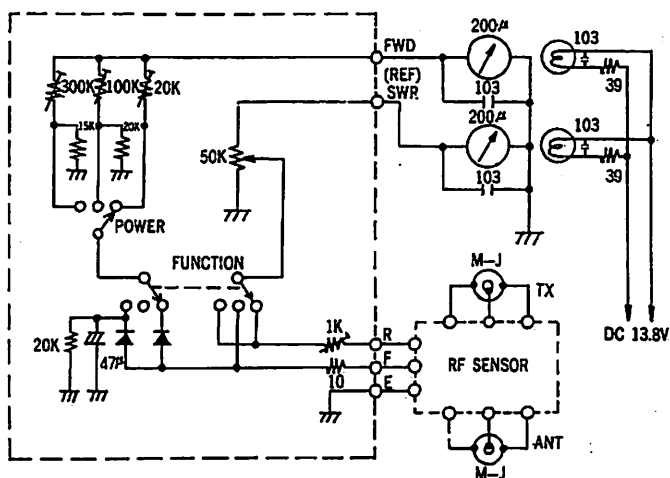 200μ
103
FWD
(REF)
SWR
103
39
300K
100K
20K
15K
20K
200μ
103
103
39
50K
POWER
FUNCTION
M-J
TX
1K
R
DC 13.8V
20K
47μ
F
RF SENSOR
10
E
ANT
M-J